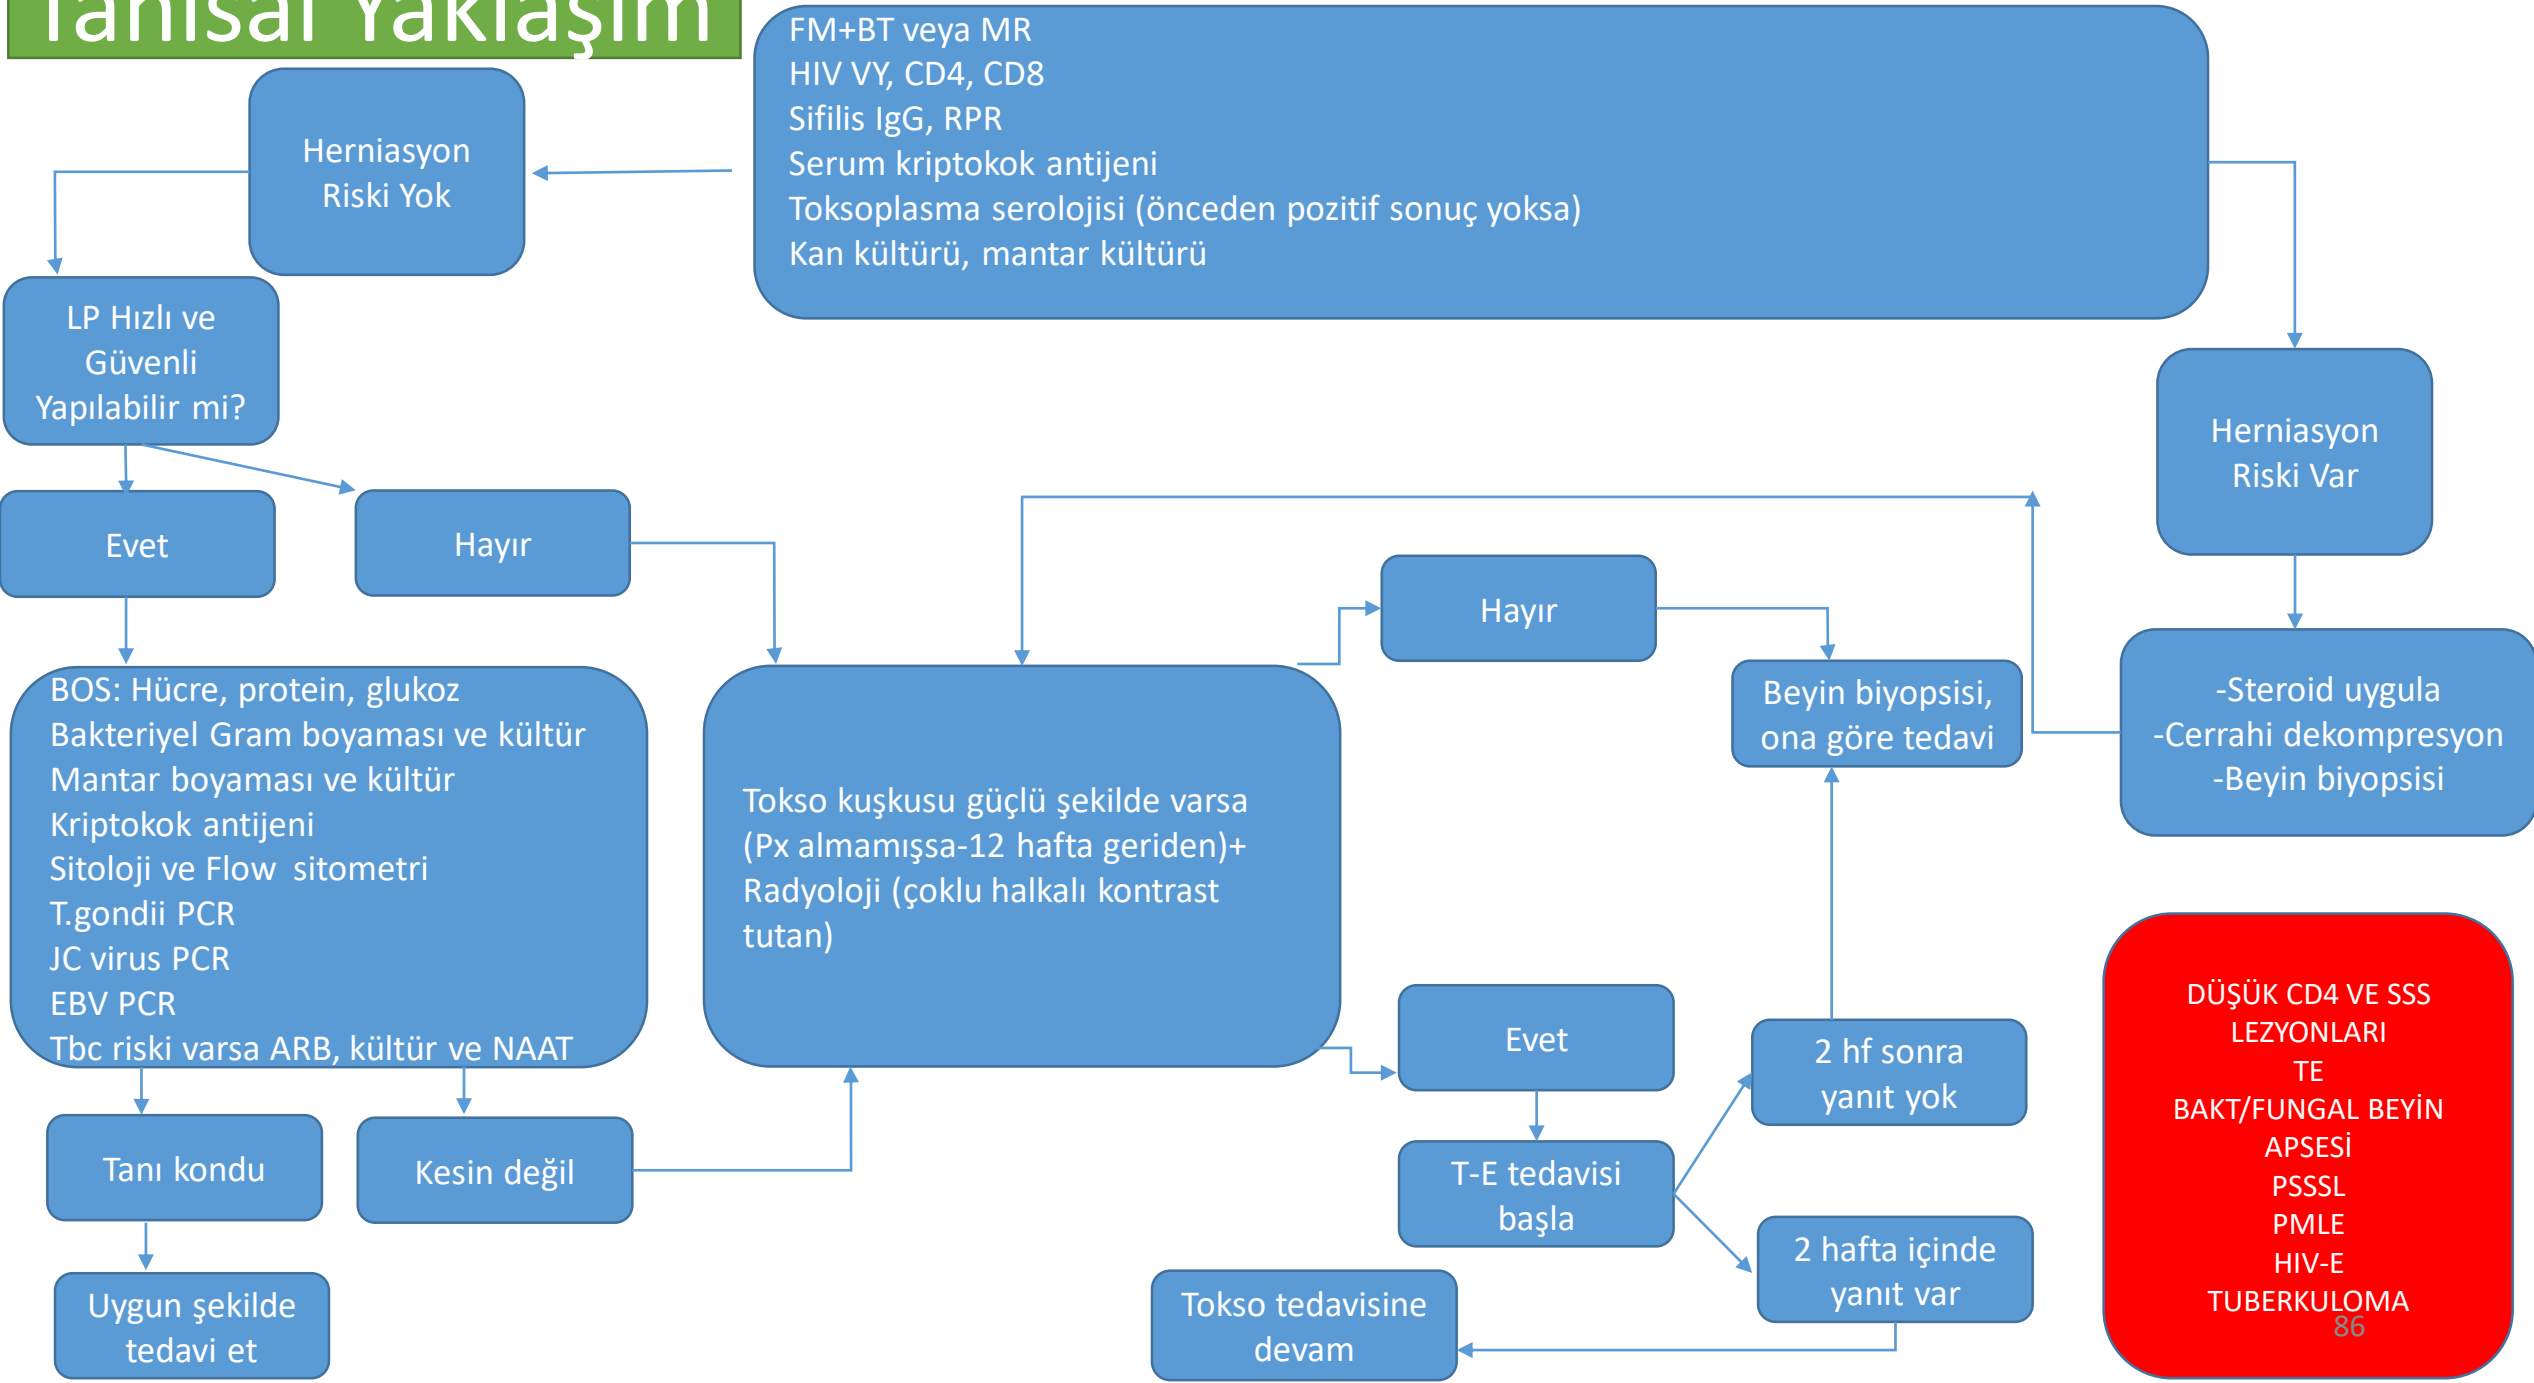 Tanısal Yaklaşım
FM+BT veya MR
HIV VY, CD4, CD8
Sifilis IgG, RPR
Serum kriptokok antijeni
Toksoplasma serolojisi (önceden pozitif sonuç yoksa)
Kan kültürü, mantar kültürü
Herniasyon
Riski Yok
LP Hızlı ve
Güvenli
Yapılabilir mi?
Evet
Hayır
BOS: Hücre, protein, glukoz
Bakteriyel Gram boyaması ve kültür
Mantar boyaması ve kültür
Kriptokok antijeni
Sitoloji ve Flow  sitometri
T.gondii PCR
JC virus PCR
EBV PCR
Tbc riski varsa ARB, kültür ve NAAT
Tanı kondu
Kesin değil
Uygun şekilde
tedavi et
Tokso kuşkusu güçlü şekilde varsa
(Px almamışsa-12 hafta geriden)+
Radyoloji (çoklu halkalı kontrast
tutan)
Hayır
Beyin biyopsisi,
ona göre tedavi
Evet
T-E tedavisi
başla
2 hf sonra
yanıt yok
2 hafta içinde
yanıt var
Tokso tedavisine
devam
Herniasyon
Riski Var
-Steroid uygula
-Cerrahi dekompresyon
-Beyin biyopsisi
DÜŞÜK CD4 VE SSS
LEZYONLARI
TE
BAKT/FUNGAL BEYİN
APSESİ
PSSSL
PMLE
HIV-E
TUBERKULOMA
86